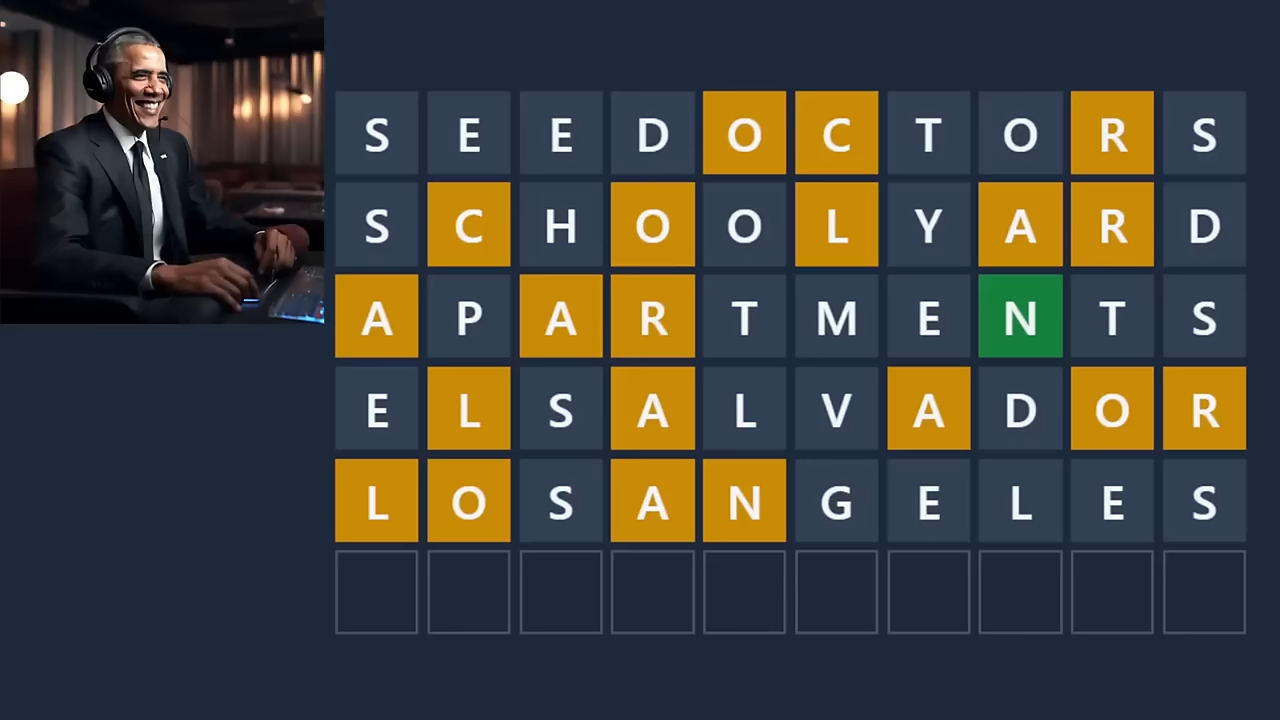 SEEDOCTORS
SCHOOLYARD
APARTMENTS
ELSALVADOR
LOSANGELES